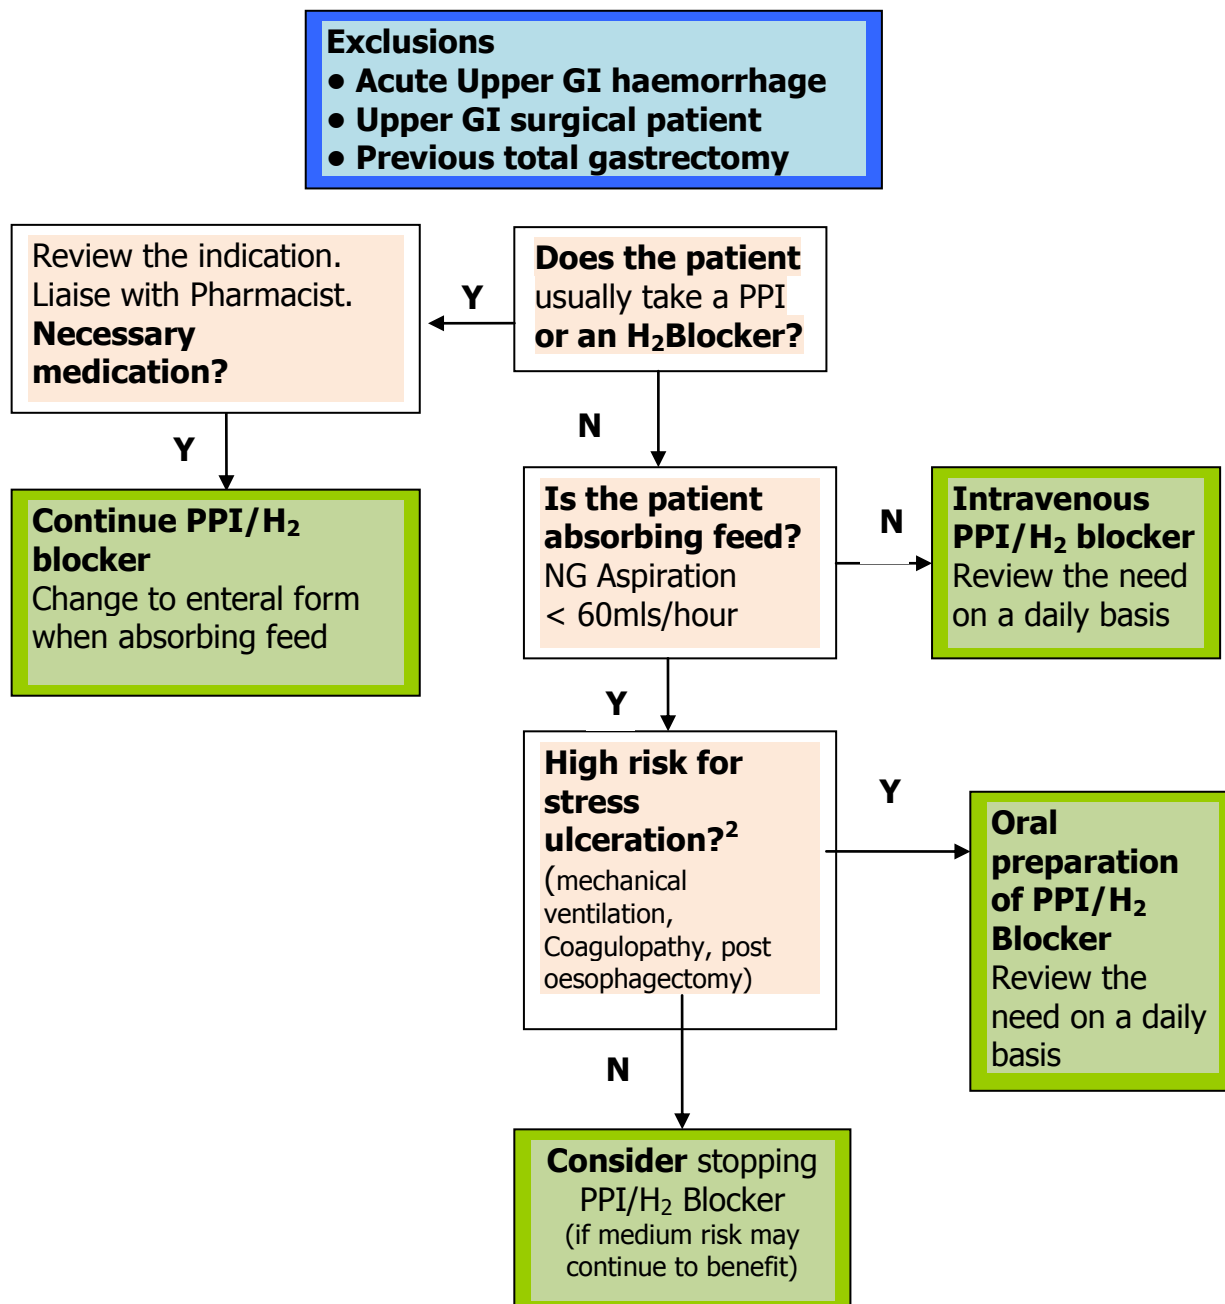 Exclusions
● Acute Upper GI haemorrhage
● Upper GI surgical patient
● Previous total gastrectomy
Review the indication.
Liaise with Pharmacist.
Necessary
medication?
Y
Does the patient
usually take a PPI
or an H₂Blocker?
Y
N
Continue PPI/H₂
blocker
Change to enteral form
when absorbing feed
Is the patient
absorbing feed?
NG Aspiration
< 60mls/hour
N
Intravenous
PPI/H₂ blocker
Review the need
on a daily basis
Y
High risk for
stress
ulceration?²
(mechanical
ventilation,
Coagulopathy, post
oesophagectomy)
Y
Oral
preparation
of PPI/H₂
Blocker
Review the
need on a daily
basis
N
Consider stopping
PPI/H₂ Blocker
(if medium risk may
continue to benefit)